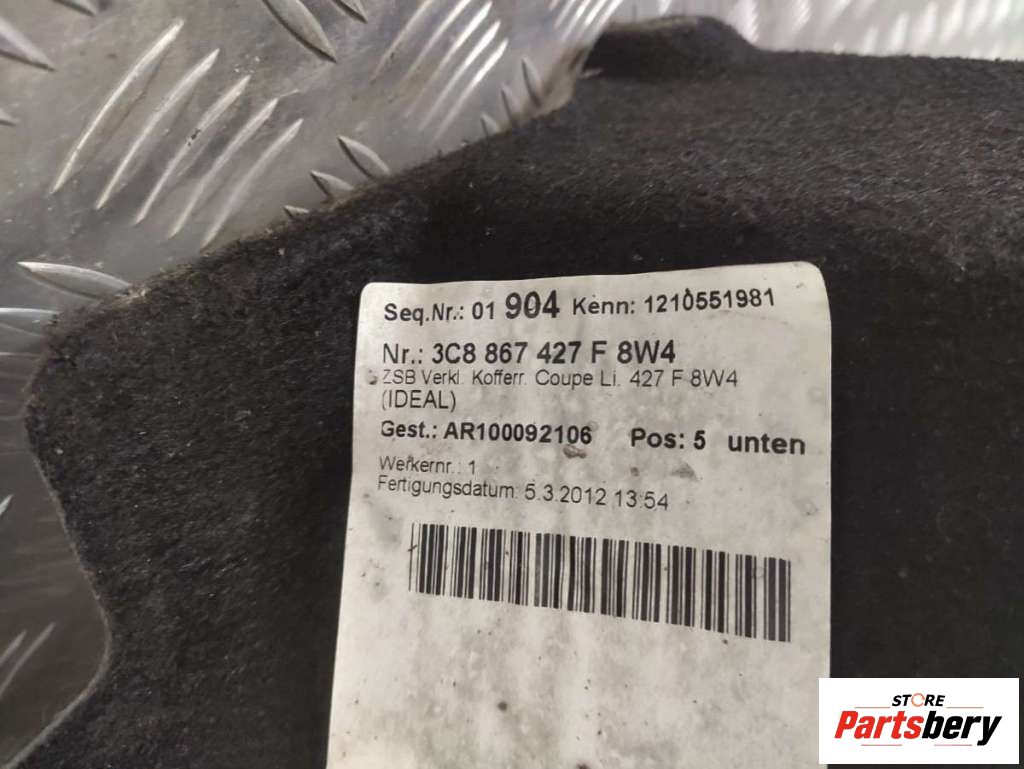 Seq.Nr.: 01 904 Kenn: 1210551981
Nr.: 3C8 867 427 F 8W4
ZSB Verkl. Kofferr. Coupe Li. 427 F 8W4
(IDEAL)
Gest.: AR100092106 Pos: 5 unten
Werkernr.: 1
Fertigungsdatum: 5.3.2012 13:54
STORE
Partsbery